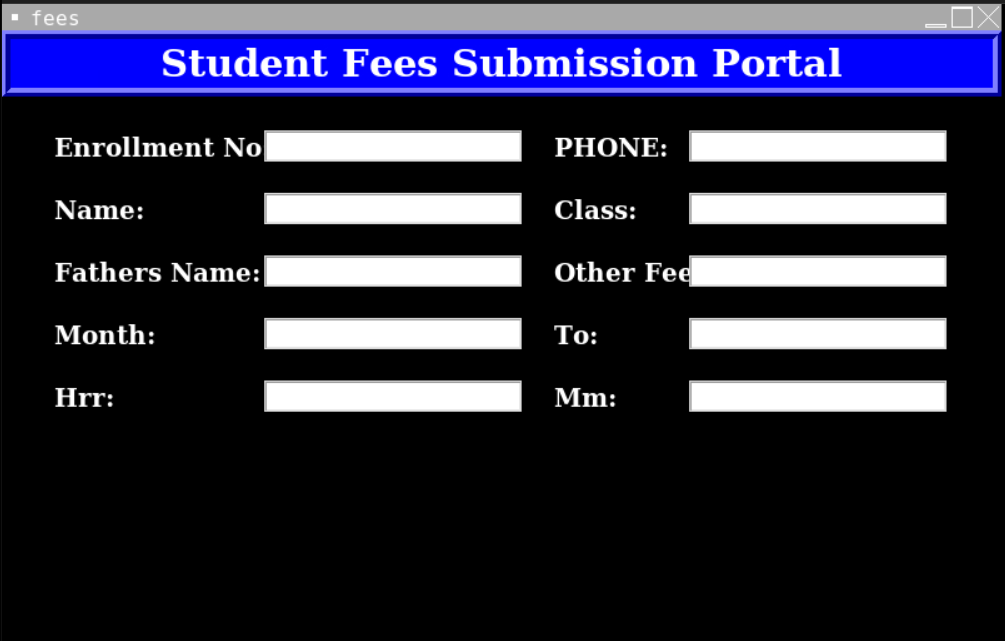 fees
Student Fees Submission Portal
Enrollment No PHONE:
Name: Class:
Fathers Name: Other Fee
Month: To:
Hrr: Mm: